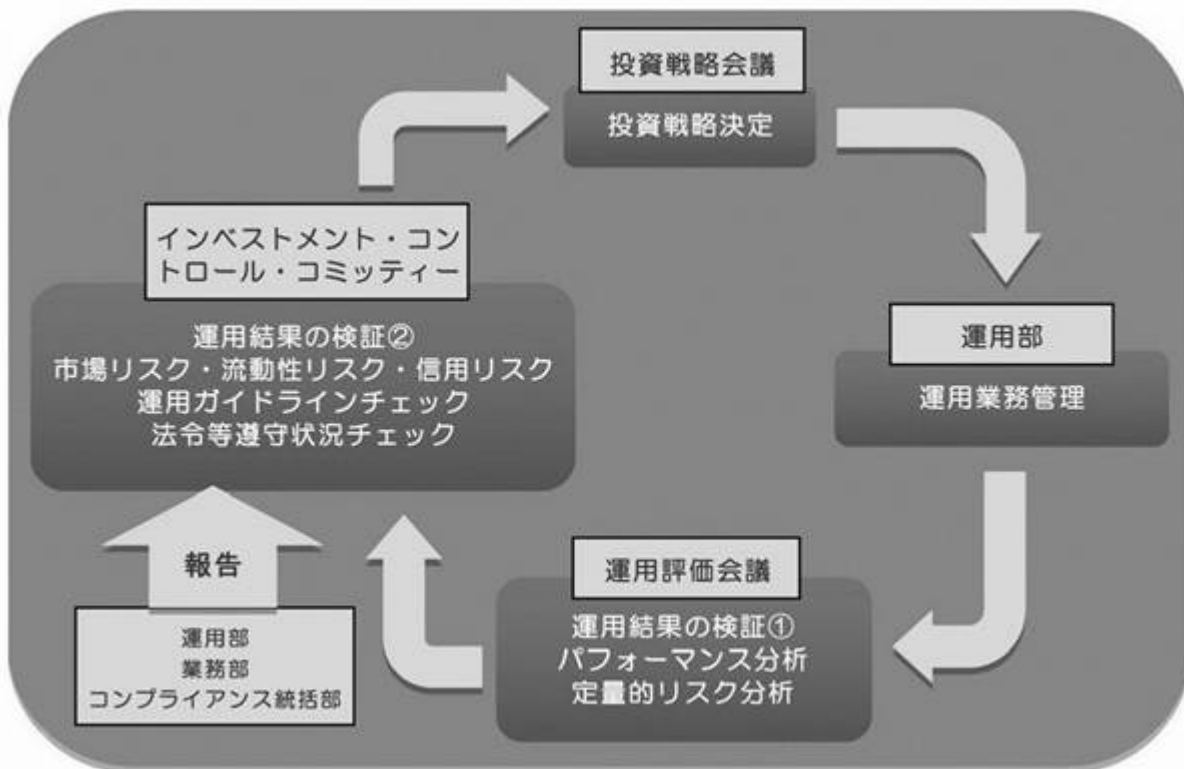 投資戦略会議
投資戦略決定
運用部
運用業務管理
運用評価会議
運用結果の検証①
パフォーマンス分析
定量的リスク分析
インベストメント・コン
トロール・コミッティー
運用結果の検証②
市場リスク・流動性リスク・信用リスク
運用ガイドラインチェック
法令等遵守状況チェック
報告
運用部
業務部
コンプライアンス統括部